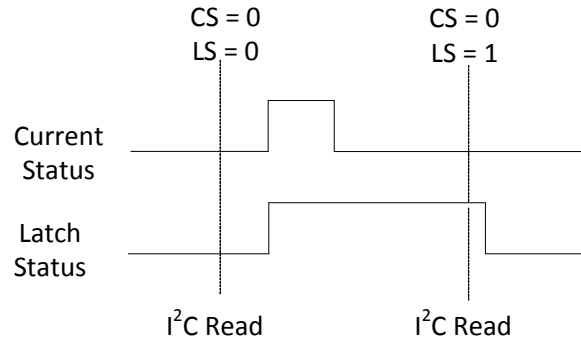 CS = 0
LS = 0
CS = 0
LS = 1
Current
Status
Latch
Status
I²C Read
I²C Read